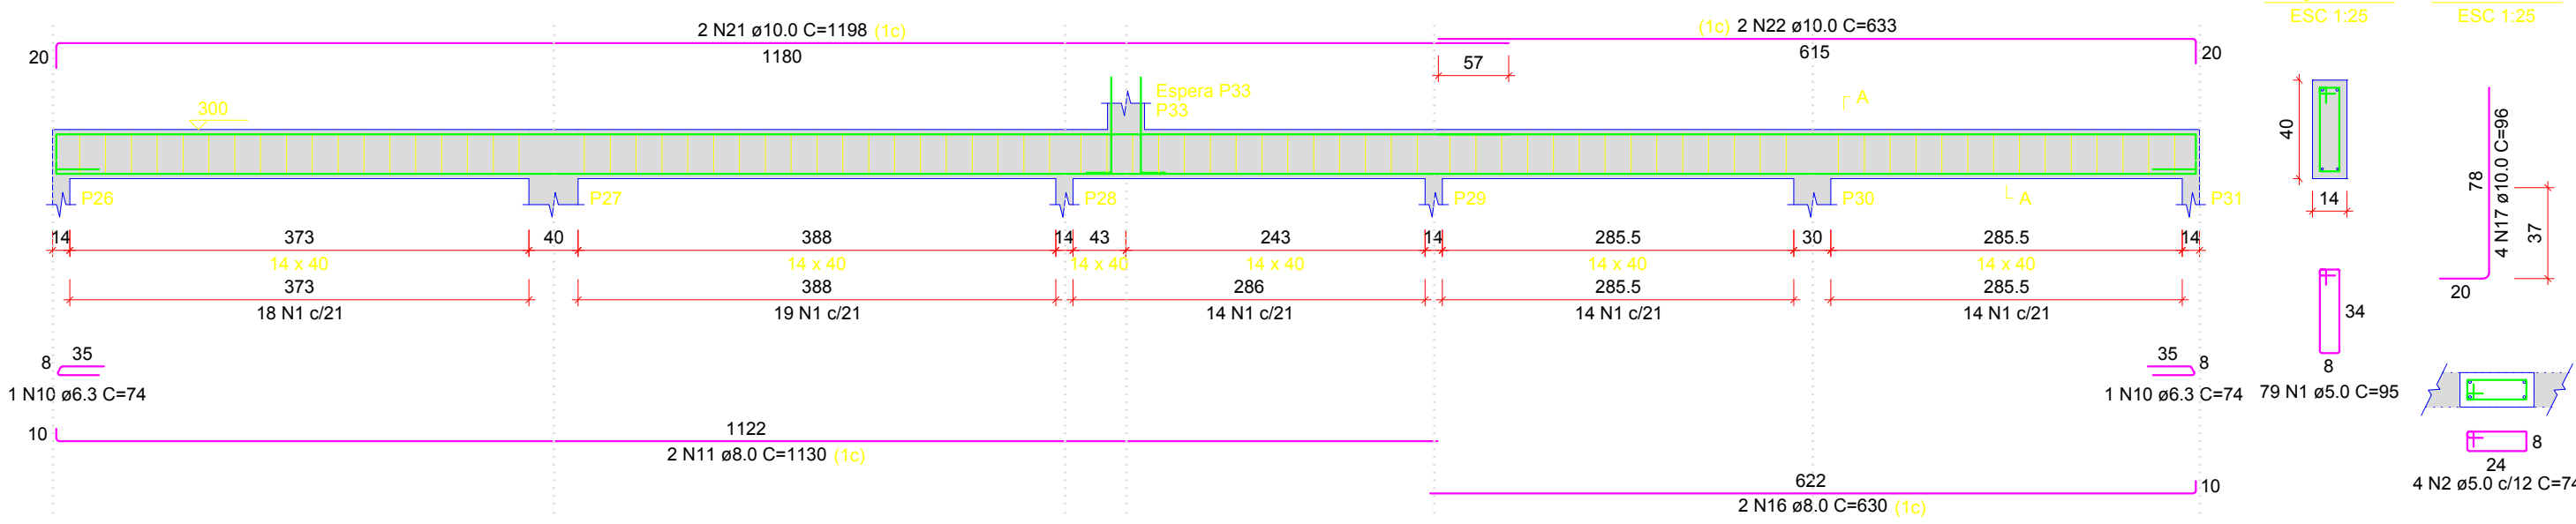 2 N21 ø10.0 C=1198 (1c)
(1c) 2 N22 ø10.0 C=633
ESC 1:25
ESC 1:25
20
1180
57
615
20
300
Espera P33
P33
A
40
14
78
4 N17 ø10.0 C=96
37
20
P26
P27
P28
P29
P30
A
P31
14
373
40
388
14
43
243
14
285.5
30
285.5
14
14 x 40
14 x 40
14 x 40
14 x 40
14 x 40
14 x 40
373
388
286
285.5
285.5
18 N1 c/21
19 N1 c/21
14 N1 c/21
14 N1 c/21
14 N1 c/21
34
8
79 N1 ø5.0 C=95
8
35
1 N10 ø6.3 C=74
35
8
1 N10 ø6.3 C=74
10
1122
2 N11 ø8.0 C=1130 (1c)
622
10
2 N16 ø8.0 C=630 (1c)
8
24
4 N2 ø5.0 c/12 C=74